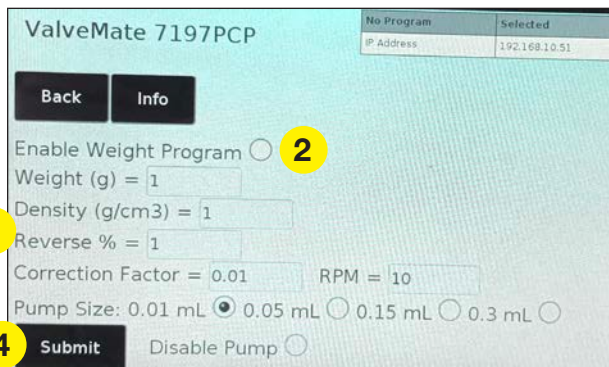 ValveMate 7197PCP
No Program Selected
IP Address 192.168.10.51
Back Info
Enable Weight Program 2
Weight (g) = 1
Density (g/cm3) = 1
Reverse % = 1
Correction Factor = 0.01 RPM = 10
Pump Size: 0.01 mL 0.05 mL 0.15 mL 0.3 mL
4 Submit Disable Pump